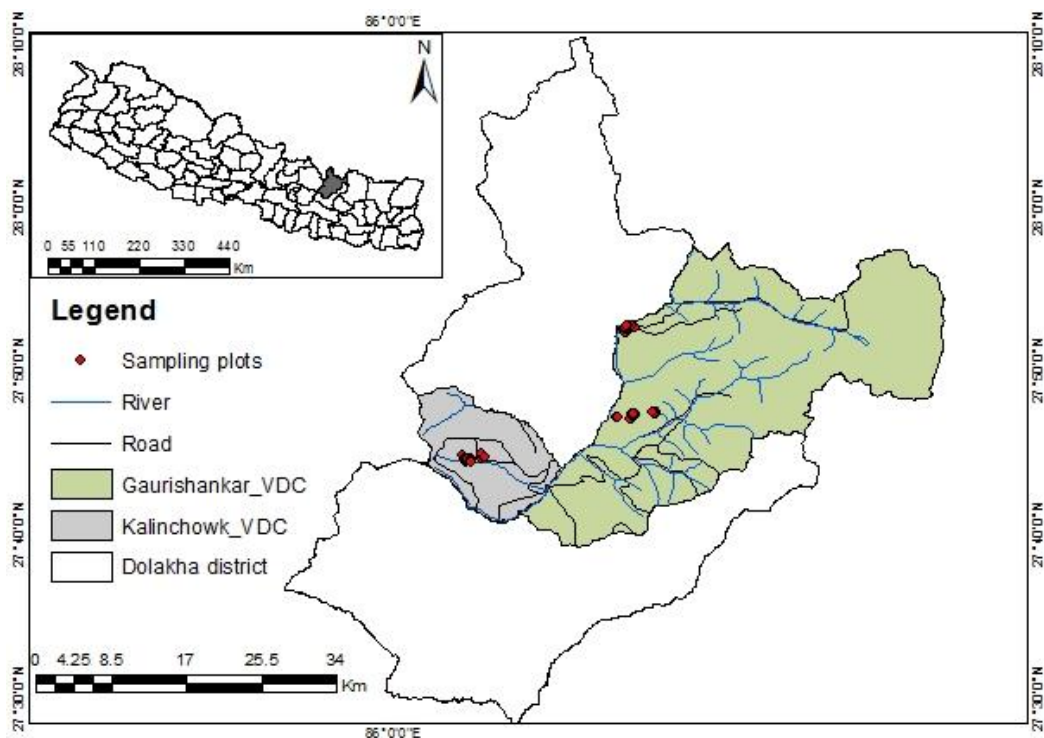 86°0'0"E
28°10'0"N
28°10'0"N
N
28°0'0"N
28°0'0"N
0 55 110 220 330 440
Km
Legend
Sampling plots
River
Road
Gaurishankar_VDC
Kalinchowk_VDC
Dolakha district
27°50'0"N
27°50'0"N
27°40'0"N
27°40'0"N
0 4.25 8.5 17 25.5 34
Km
27°30'0"N
27°30'0"N
86°0'0"E